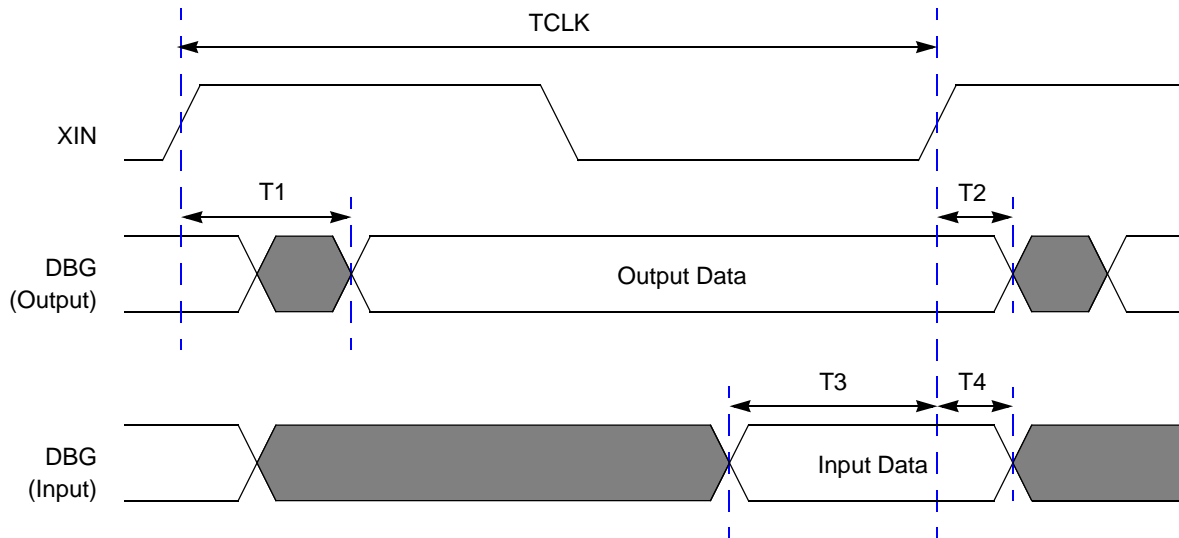 TCLK
XIN
T1
T2
DBG
(Output)
Output Data
T3
T4
DBG
(Input)
Input Data